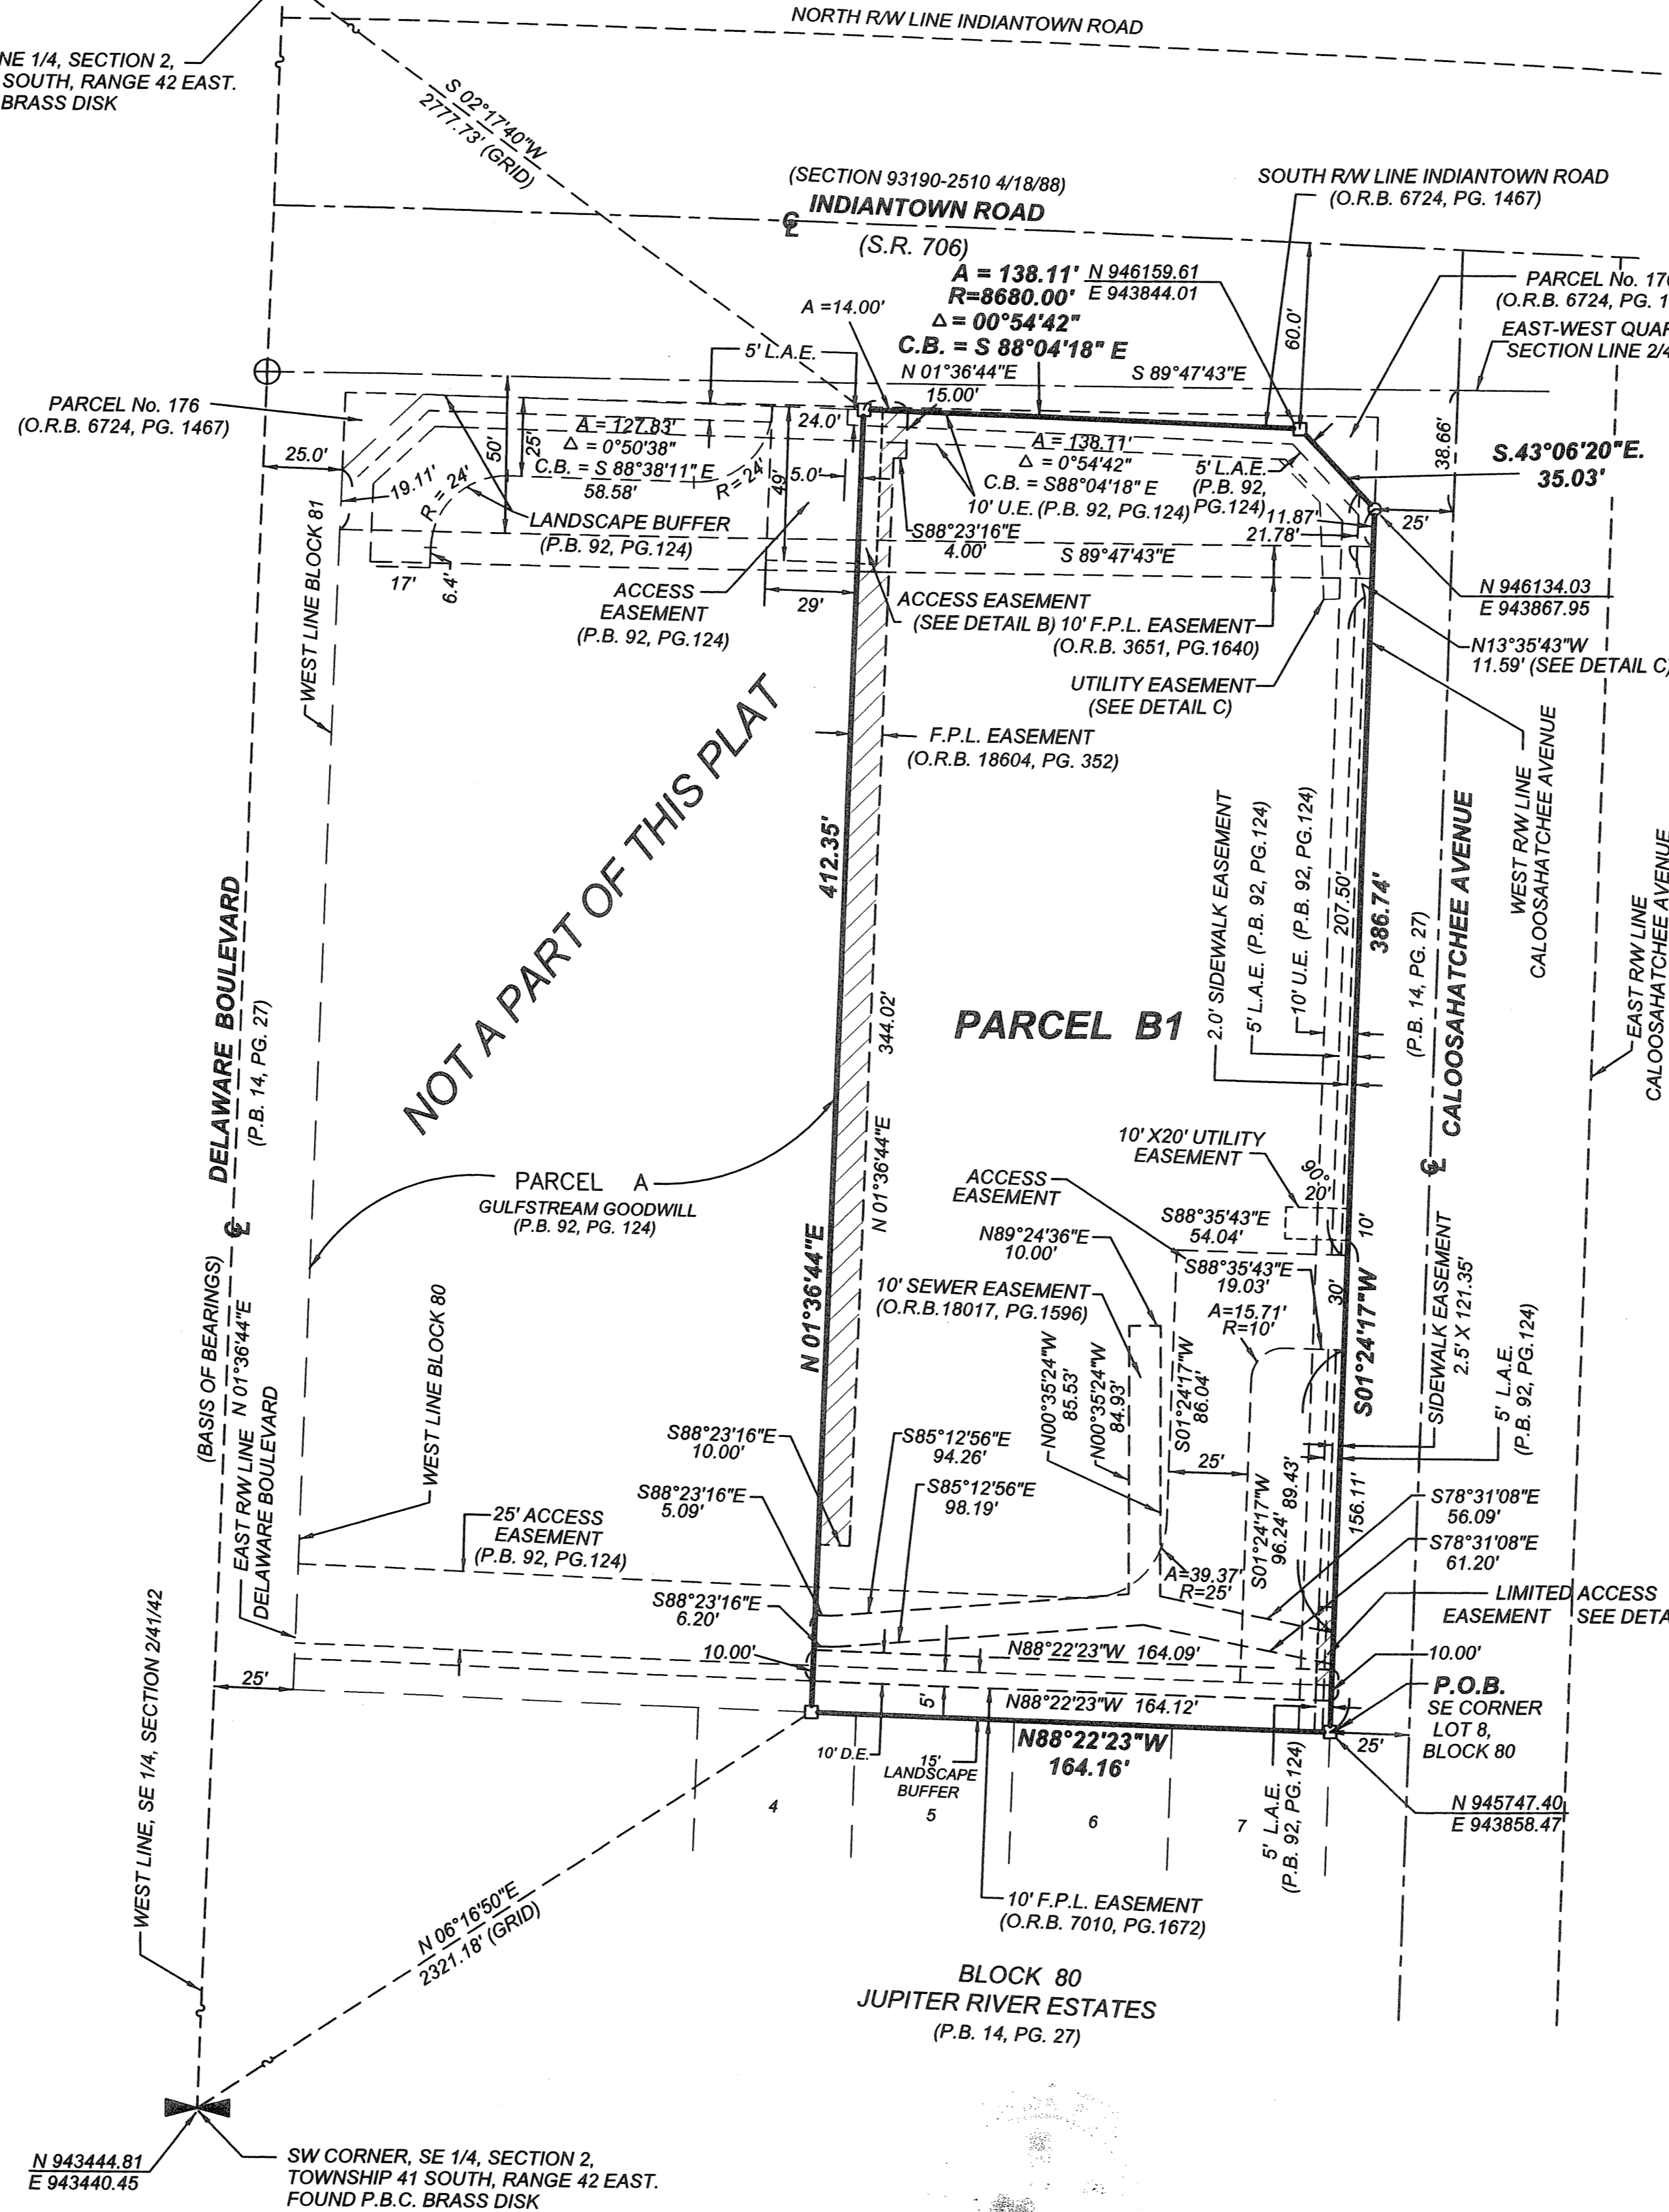 NORTH R/W LINE INDIANTOWN ROAD
NE 1/4, SECTION 2,
SOUTH, RANGE 42 EAST.
BRASS DISK
S 02°17'40"W
2777.73' (GRID)
(SECTION 93190-2510 4/18/88)
INDIANTOWN ROAD
(S.R. 706)
SOUTH R/W LINE INDIANTOWN ROAD
(O.R.B. 6724, PG. 1467)
A = 138.11'
R=8680.00'
Δ = 00°54'42"
C.B. = S 88°04'18" E
N 946159.61
E 943844.01
60.0'
PARCEL No. 176
(O.R.B. 6724, PG. 1
EAST-WEST QUAR
SECTION LINE 2/4
A =14.00'
5' L.A.E.
N 01°36'44"E
15.00'
S 89°47'43"E
PARCEL No. 176
(O.R.B. 6724, PG. 1467)
25.0'
50'
25'
A = 127.83'
Δ = 0°50'38"
C.B. = S 88°38'11" E
58.58'
19.11'
R = 24'
R = 24'
49'
24.0'
5.0'
A = 138.11'
Δ = 0°54'42"
C.B. = S88°04'18" E
10' U.E. (P.B. 92, PG.124)
5' L.A.E.
(P.B. 92,
PG.124)
38.66'
S.43°06'20"E.
35.03'
11.87'
21.78'
25'
LANDSCAPE BUFFER
(P.B. 92, PG.124)
S88°23'16"E
4.00'
S 89°47'43"E
17'
6.4'
29'
ACCESS
EASEMENT
(P.B. 92, PG.124)
ACCESS EASEMENT
(SEE DETAIL B)
10' F.P.L. EASEMENT
(O.R.B. 3651, PG.1640)
N 946134.03
E 943867.95
N13°35'43"W
11.59' (SEE DETAIL C)
UTILITY EASEMENT
(SEE DETAIL C)
WEST LINE BLOCK 81
F.P.L. EASEMENT
(O.R.B. 18604, PG. 352)
NOT A PART OF THIS PLAT
412.35'
344.02'
N 01°36'44"E
N 01°36'44"E
PARCEL B1
2.0' SIDEWALK EASEMENT
5' L.A.E. (P.B. 92, PG.124)
10' U.E. (P.B. 92, PG.124)
207.50'
386.74'
(P.B. 14, PG. 27)
CALOOSAHATCHEE AVENUE
WEST R/W LINE
CALOOSAHATCHEE AVENUE
EAST R/W LINE
CALOOSAHATCHEE AVENUE
DELAWARE BOULEVARD
(P.B. 14, PG. 27)
PARCEL A
GULFSTREAM GOODWILL
(P.B. 92, PG. 124)
10' X20' UTILITY
EASEMENT
90°
20'
10'
ACCESS
EASEMENT
S88°35'43"E
54.04'
N89°24'36"E
10.00'
S88°35'43"E
19.03'
30'
10' SEWER EASEMENT
(O.R.B.18017, PG.1596)
A=15.71'
R=10'
S01°24'17"W
SIDEWALK EASEMENT
2.5' X 121.35'
5' L.A.E.
(P.B. 92, PG.124)
(BASIS OF BEARINGS)
EAST R/W LINE N 01°36'44"E
DELAWARE BOULEVARD
WEST LINE BLOCK 80
N00°35'24"W
85.53'
N00°35'24"W
84.93'
S01°24'17"W
86.04'
25'
S01°24'17"W
96.24'
89.43'
156.11'
S88°23'16"E
10.00'
S85°12'56"E
94.26'
S88°23'16"E
5.09'
S85°12'56"E
98.19'
S78°31'08"E
56.09'
S78°31'08"E
61.20'
25' ACCESS
EASEMENT
(P.B. 92, PG.124)
A=39.37'
R=25'
LIMITED ACCESS
EASEMENT SEE DETA
S88°23'16"E
6.20'
10.00'
N88°22'23"W 164.09'
10.00'
25'
5'
N88°22'23"W 164.12'
P.O.B.
SE CORNER
LOT 8,
BLOCK 80
N88°22'23"W
164.16'
25'
10' D.E.
15'
LANDSCAPE
BUFFER
5' L.A.E.
(P.B. 92, PG.124)
4
5
6
7
N 945747.40
E 943858.47
WEST LINE, SE 1/4, SECTION 2/41/42
10' F.P.L. EASEMENT
(O.R.B. 7010, PG.1672)
N 06°16'50"E
2321.18' (GRID)
BLOCK 80
JUPITER RIVER ESTATES
(P.B. 14, PG. 27)
N 943444.81
E 943440.45
SW CORNER, SE 1/4, SECTION 2,
TOWNSHIP 41 SOUTH, RANGE 42 EAST.
FOUND P.B.C. BRASS DISK